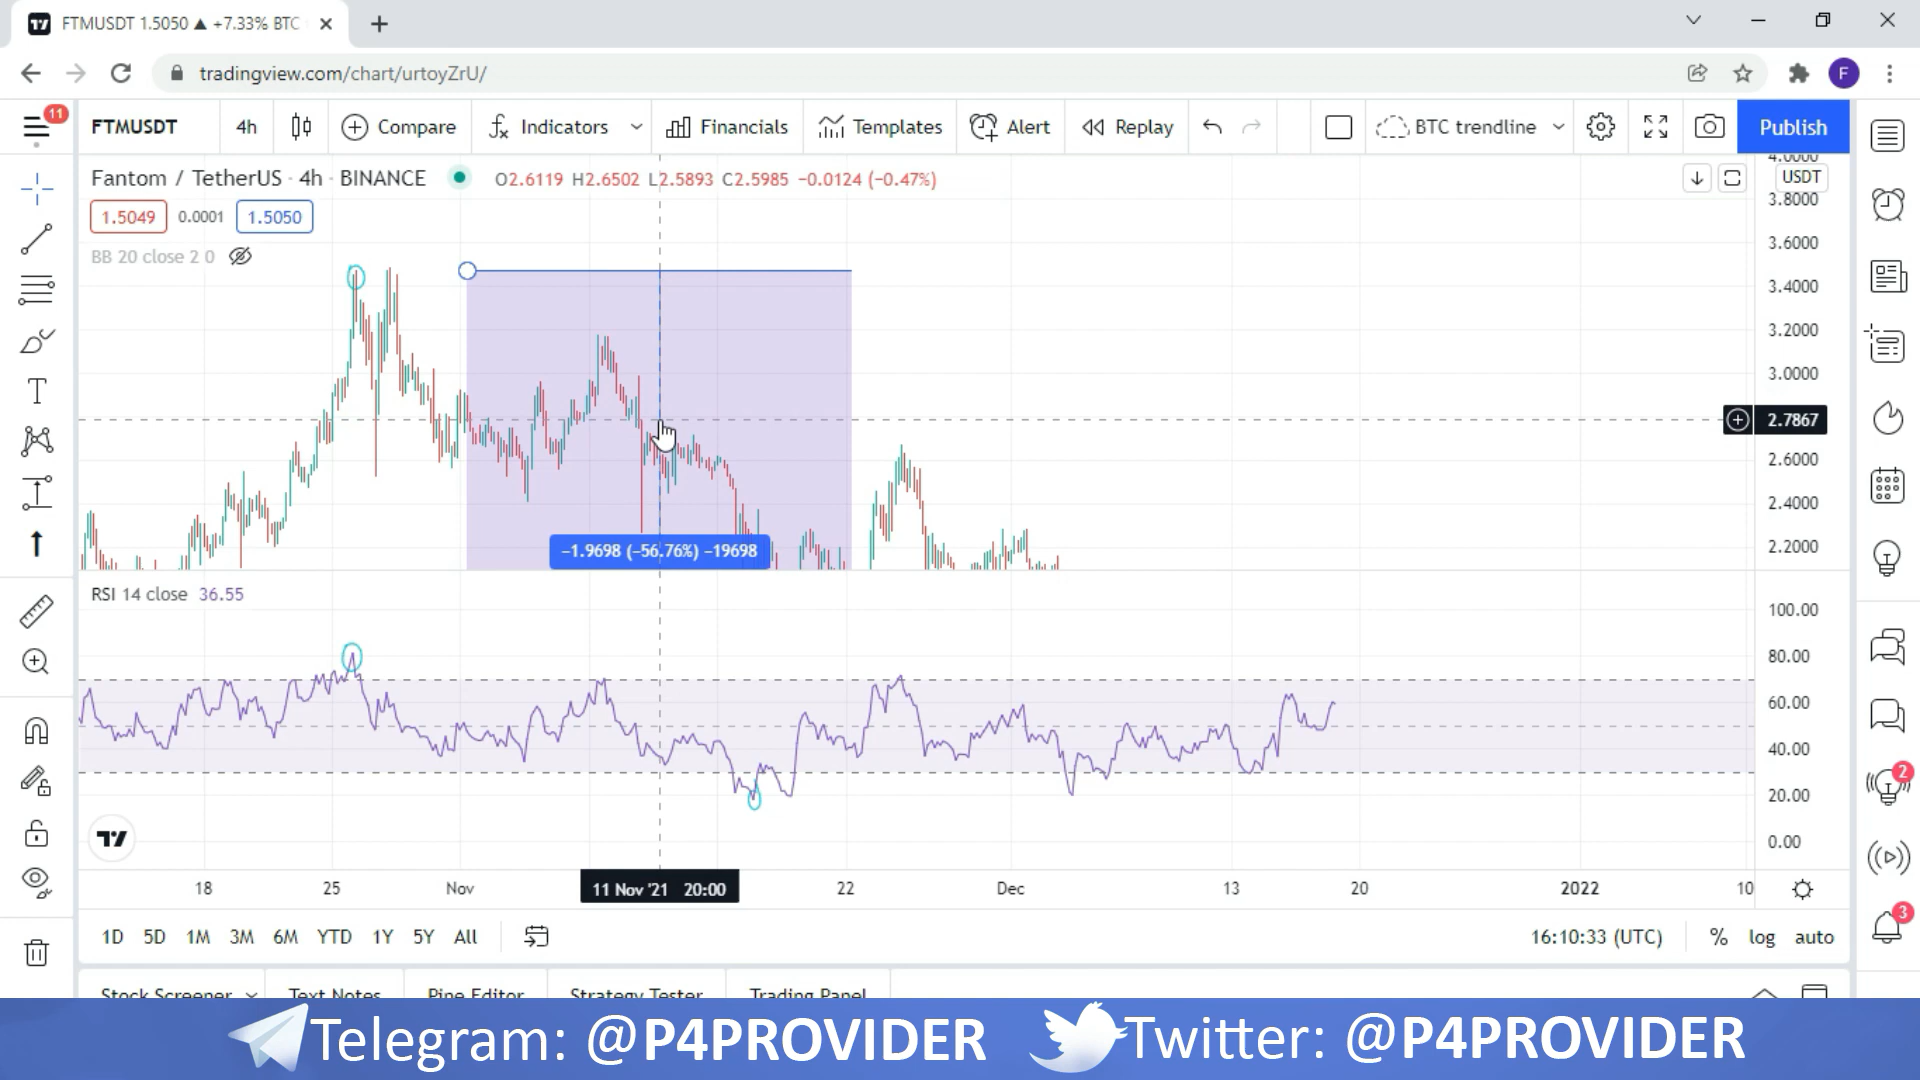 FTMUSDT 1.5050 ▲ +7.33% BTC
tradingview.com/chart/urtoyZrU/
11
FTMUSDT 4h Compare Indicators Financials Templates Alert Replay BTC trendline Publish
Fantom / TetherUS · 4h · BINANCE O2.6119 H2.6502 L2.5893 C2.5985 −0.0124 (−0.47%)
USDT
1.5049 0.0001 1.5050
BB 20 close 2 0
4.0000
3.8000
3.6000
3.4000
3.2000
3.0000
2.7867
2.6000
2.4000
2.2000
−1.9698 (−56.76%) −19698
RSI 14 close 36.55
100.00
80.00
60.00
40.00
20.00
0.00
2
3
18 25 Nov 11 Nov '21 20:00 22 Dec 13 20 2022 10
1D 5D 1M 3M 6M YTD 1Y 5Y All 16:10:33 (UTC) % log auto
Stock Screener Text Notes Pine Editor Strategy Tester Trading Panel
Telegram: @P4PROVIDER Twitter: @P4PROVIDER
F